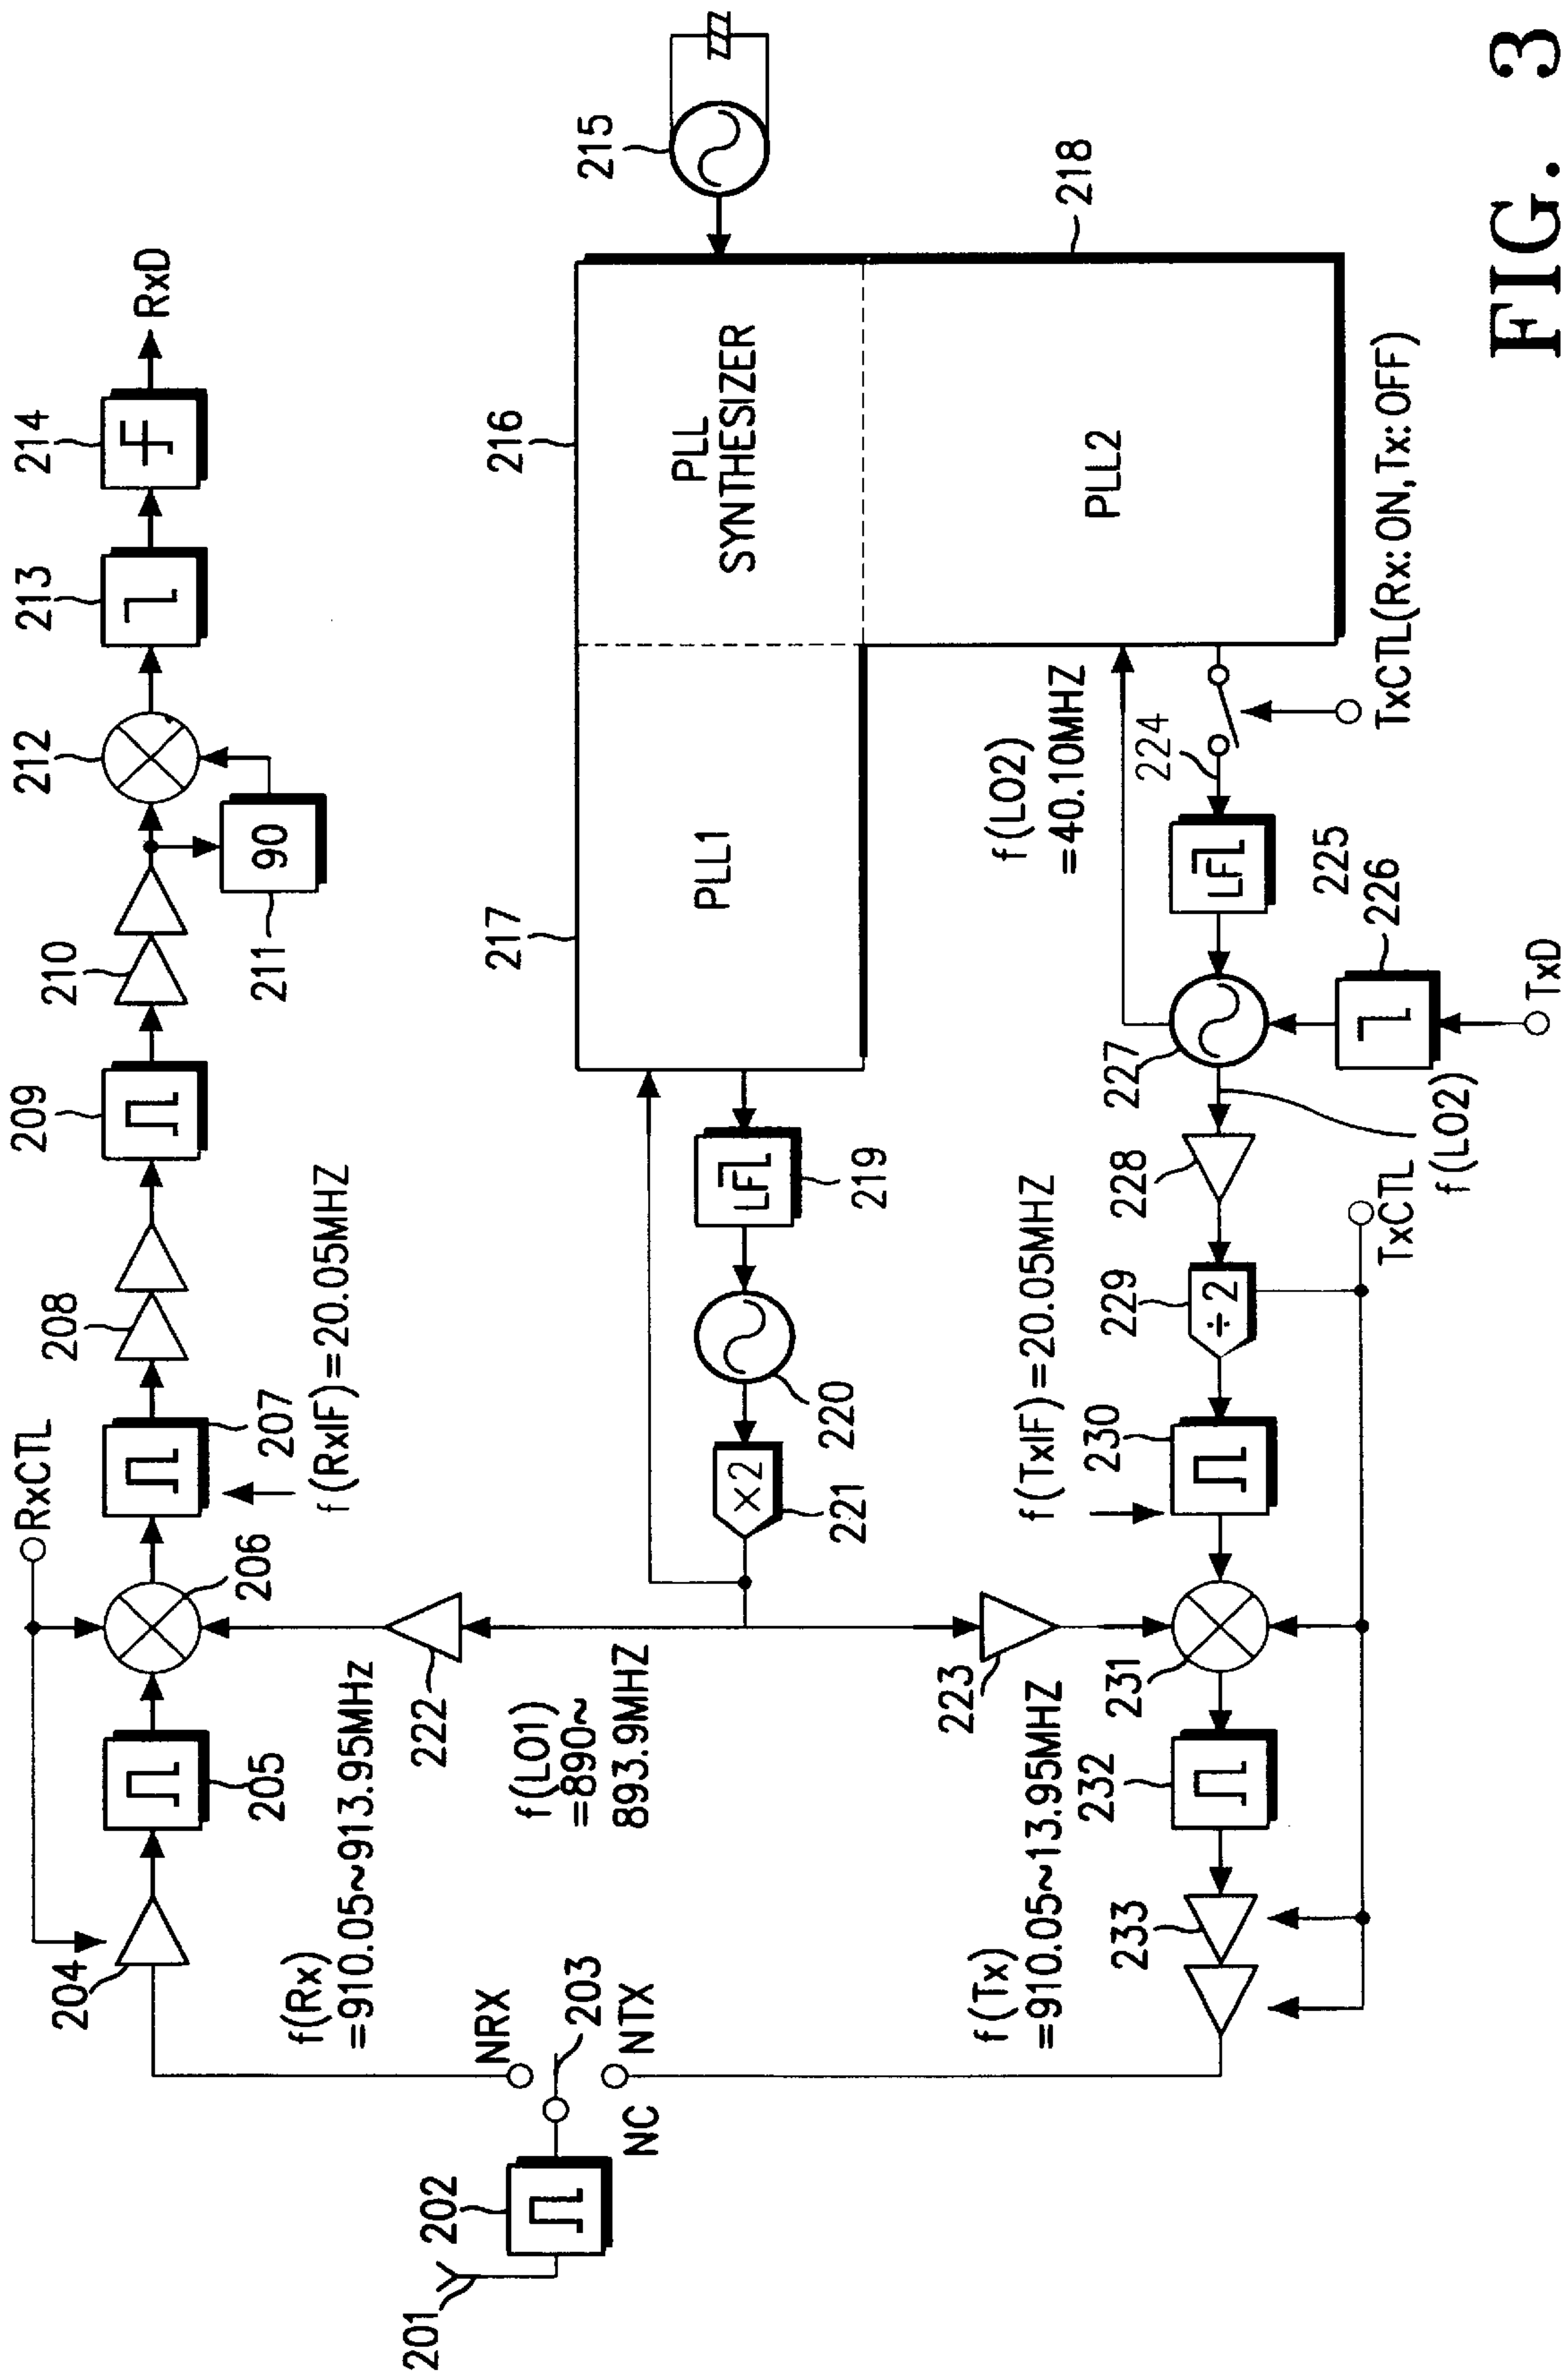 201
202
203
NRX
NTX
NC
204
205
RxCTL
206
207
208
209
210
211
90
212
213
214
RxD
f(Rx)
=910.05~913.95MHz
f(RxIF)=20.05MHZ
222
f(LO1)
=890~
893.9MHZ
223
221
×2
220
219
LF
217
PLL1
216
PLL
SYNTHESIZER
215
218
PLL2
f(LO2)
=40.10MHZ
224
TxCTL(Rx:ON,Tx:OFF)
LF
225
226
TxD
227
f(LO2)
228
TxCTL
229
÷2
f(TxIF)=20.05MHZ
230
231
232
f(Tx)
=910.05~13.95MHZ
233
FIG. 3